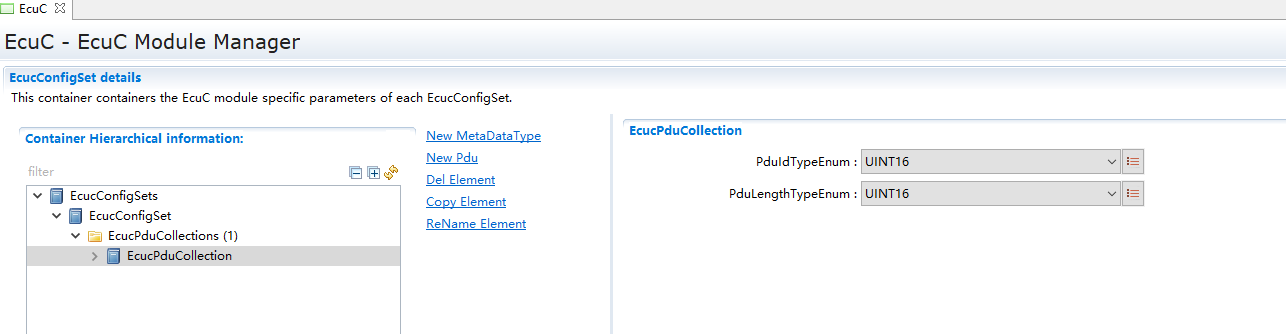 EcuC
EcuC - EcuC Module Manager
EcucConfigSet details
This container containers the EcuC module specific parameters of each EcucConfigSet.
Container Hierarchical information:
filter
EcucConfigSets
EcucConfigSet
EcucPduCollections (1)
EcucPduCollection
New MetaDataType
New Pdu
Del Element
Copy Element
ReName Element
EcucPduCollection
PduIdTypeEnum : UINT16
PduLengthTypeEnum : UINT16